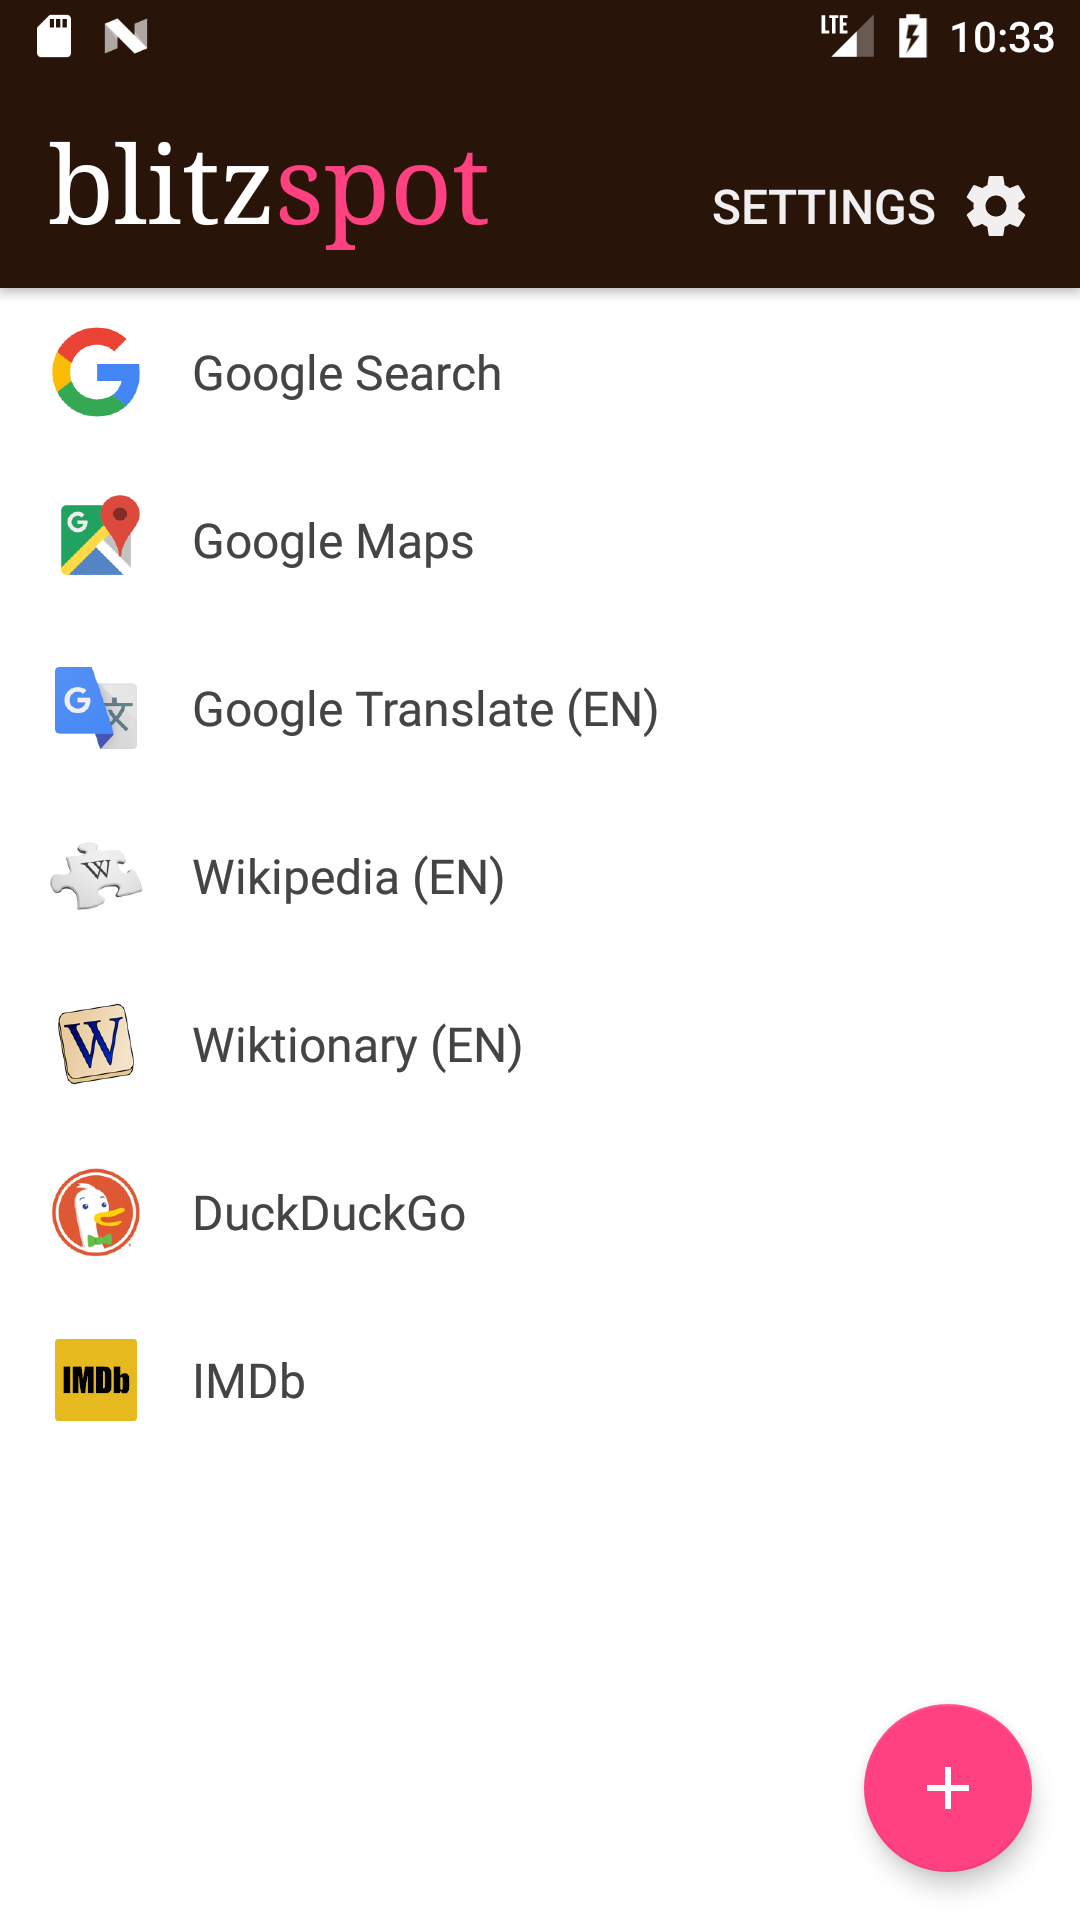 LTE 10:33
blitzspot
SETTINGS
G
Google Search
G
Google Maps
G 文
Google Translate (EN)
W
Wikipedia (EN)
W
Wiktionary (EN)
DuckDuckGo
IMDb
IMDb